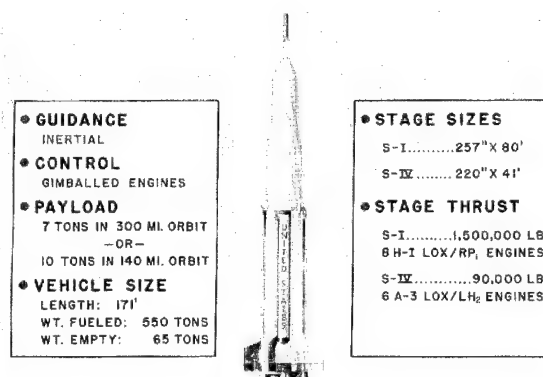 • GUIDANCE
INERTIAL
• CONTROL
GIMBALLED ENGINES
• PAYLOAD
7 TONS IN 300 MI. ORBIT
—OR—
10 TONS IN 140 MI. ORBIT
• VEHICLE SIZE
LENGTH: 171'
WT. FUELED: 550 TONS
WT. EMPTY: 65 TONS
UNITED STATES
• STAGE SIZES
S-I..........257"X 80'
S-IV........ 220"X 41'
• STAGE THRUST
S-I..........1,500,000 LB
8 H-I LOX/RP₁ ENGINES
S-IV.............90,000 LB
6 A-3 LOX/LH₂ ENGINES